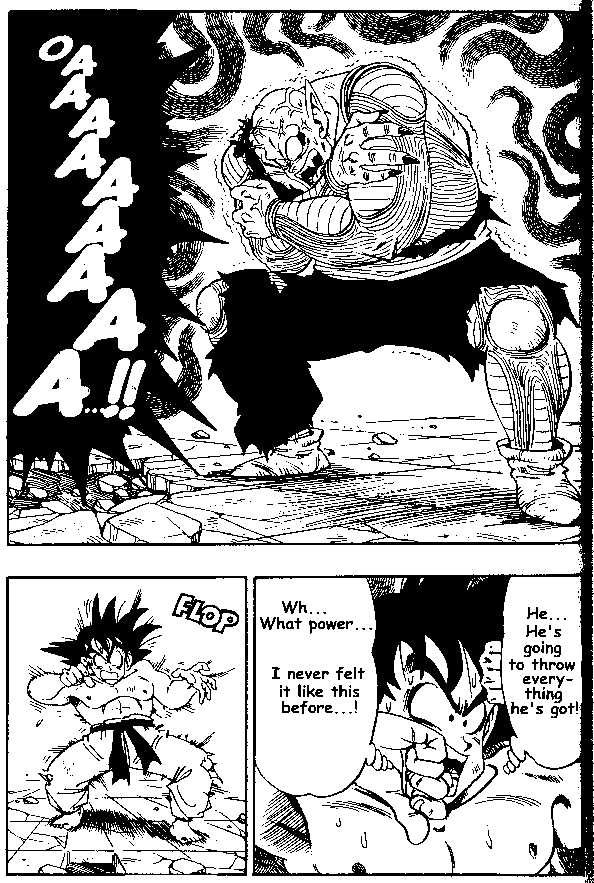 OAAAAAAAAA...!!
FLOP
He...
He's
going
to throw
every-
thing
he's got!
Wh...
What power...
I never felt
it like this
before...!